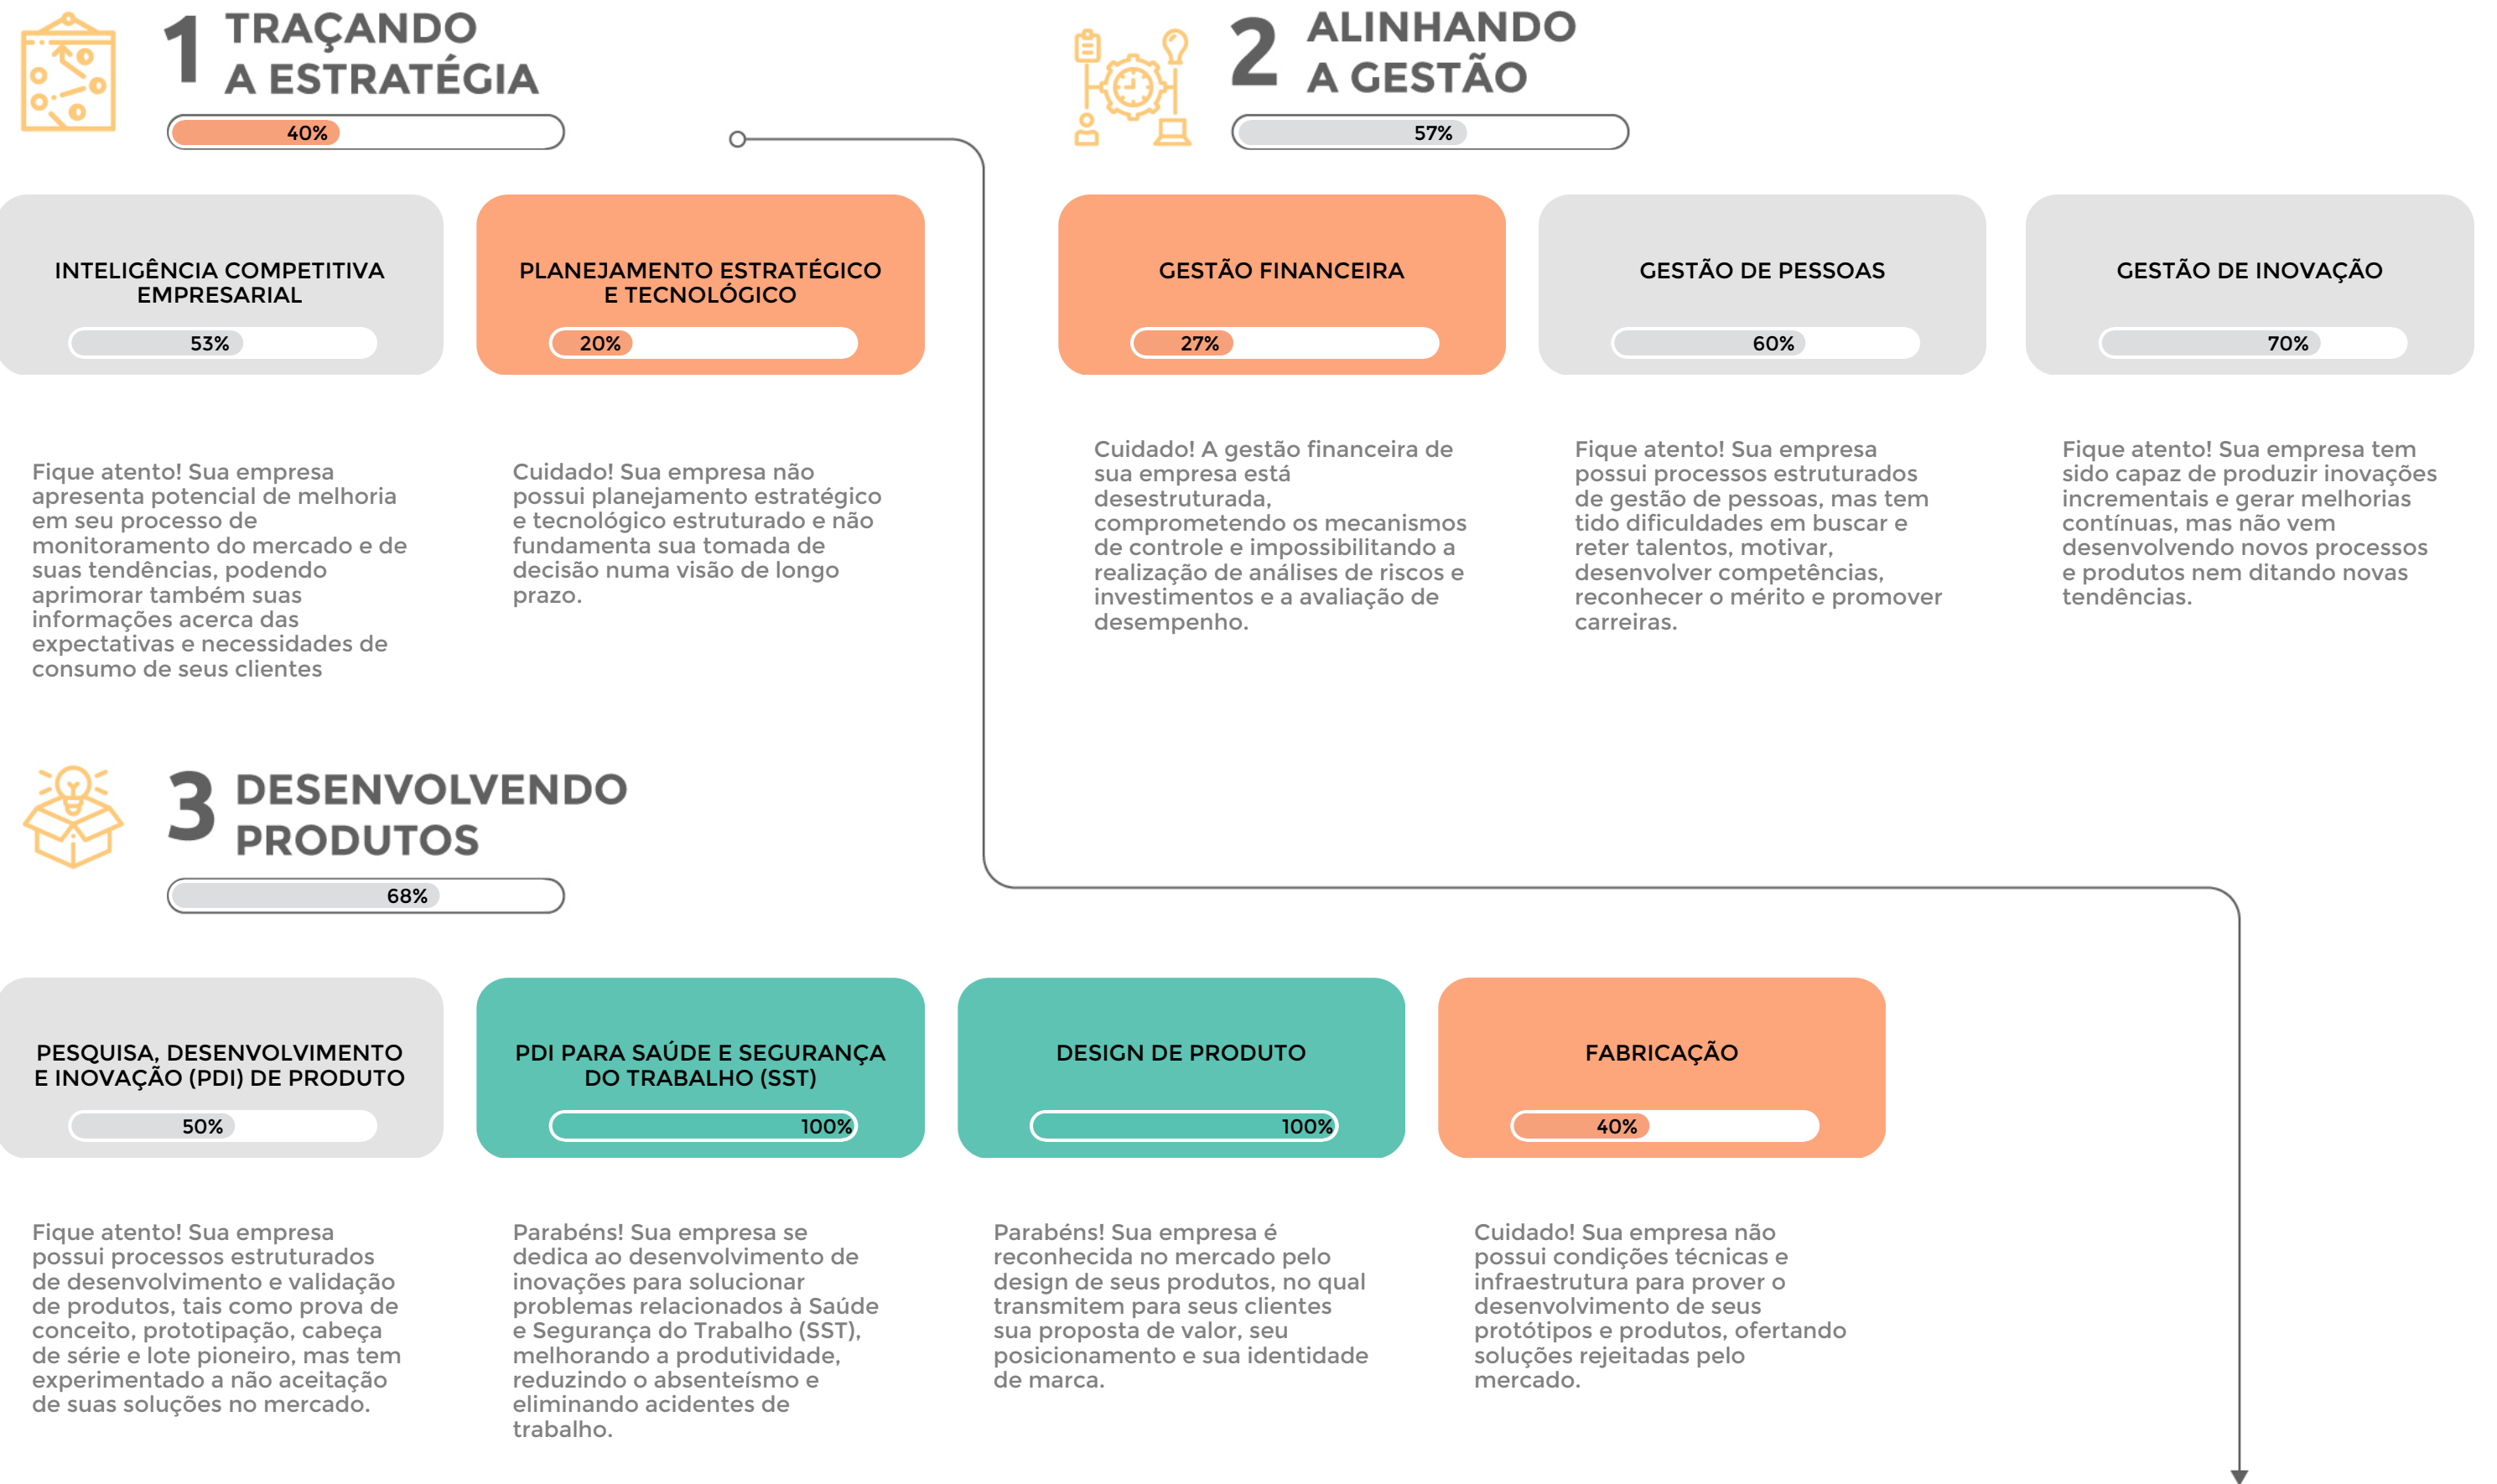 1 TRAÇANDO
A ESTRATÉGIA
40%
INTELIGÊNCIA COMPETITIVA
EMPRESARIAL
53%
Fique atento! Sua empresa
apresenta potencial de melhoria
em seu processo de
monitoramento do mercado e de
suas tendências, podendo
aprimorar também suas
informações acerca das
expectativas e necessidades de
consumo de seus clientes
PLANEJAMENTO ESTRATÉGICO
E TECNOLÓGICO
20%
Cuidado! Sua empresa não
possui planejamento estratégico
e tecnológico estruturado e não
fundamenta sua tomada de
decisão numa visão de longo
prazo.
2 ALINHANDO
A GESTÃO
57%
GESTÃO FINANCEIRA
27%
Cuidado! A gestão financeira de
sua empresa está
desestruturada,
comprometendo os mecanismos
de controle e impossibilitando a
realização de análises de riscos e
investimentos e a avaliação de
desempenho.
GESTÃO DE PESSOAS
60%
Fique atento! Sua empresa
possui processos estruturados
de gestão de pessoas, mas tem
tido dificuldades em buscar e
reter talentos, motivar,
desenvolver competências,
reconhecer o mérito e promover
carreiras.
GESTÃO DE INOVAÇÃO
70%
Fique atento! Sua empresa tem
sido capaz de produzir inovações
incrementais e gerar melhorias
contínuas, mas não vem
desenvolvendo novos processos
e produtos nem ditando novas
tendências.
3 DESENVOLVENDO
PRODUTOS
68%
PESQUISA, DESENVOLVIMENTO
E INOVAÇÃO (PDI) DE PRODUTO
50%
Fique atento! Sua empresa
possui processos estruturados
de desenvolvimento e validação
de produtos, tais como prova de
conceito, prototipação, cabeça
de série e lote pioneiro, mas tem
experimentado a não aceitação
de suas soluções no mercado.
PDI PARA SAÚDE E SEGURANÇA
DO TRABALHO (SST)
100%
Parabéns! Sua empresa se
dedica ao desenvolvimento de
inovações para solucionar
problemas relacionados à Saúde
e Segurança do Trabalho (SST),
melhorando a produtividade,
reduzindo o absenteísmo e
eliminando acidentes de
trabalho.
DESIGN DE PRODUTO
100%
Parabéns! Sua empresa é
reconhecida no mercado pelo
design de seus produtos, no qual
transmitem para seus clientes
sua proposta de valor, seu
posicionamento e sua identidade
de marca.
FABRICAÇÃO
40%
Cuidado! Sua empresa não
possui condições técnicas e
infraestrutura para prover o
desenvolvimento de seus
protótipos e produtos, ofertando
soluções rejeitadas pelo
mercado.